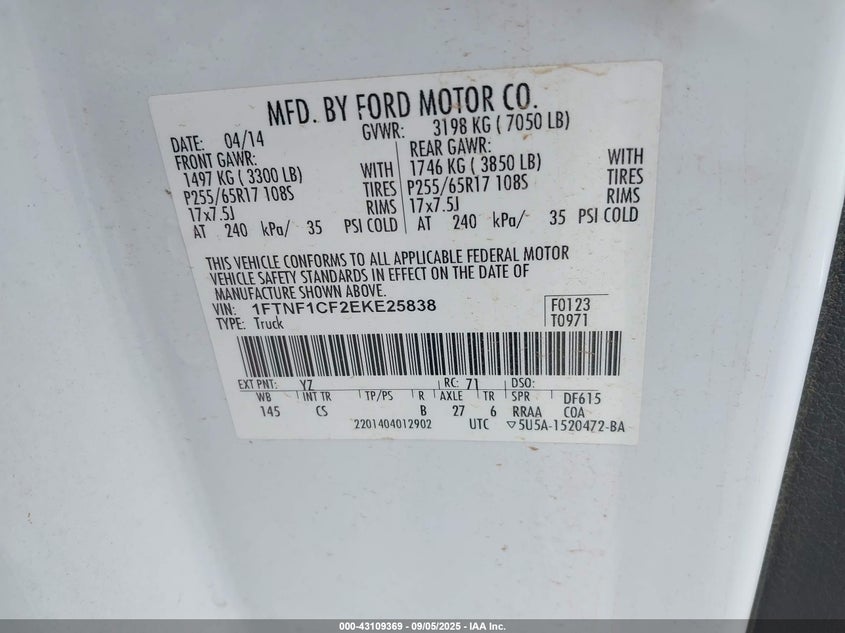 MFD. BY FORD MOTOR CO.
DATE: 04/14 GVWR: 3198 KG ( 7050 LB)
FRONT GAWR: REAR GAWR:
1497 KG ( 3300 LB) WITH 1746 KG ( 3850 LB) WITH
P255/65R17 108S TIRES P255/65R17 108S TIRES
17x7.5J RIMS 17x7.5J RIMS
AT 240 kPa/ 35 PSI COLD AT 240 kPa/ 35 PSI COLD
THIS VEHICLE CONFORMS TO ALL APPLICABLE FEDERAL MOTOR
VEHICLE SAFETY STANDARDS IN EFFECT ON THE DATE OF
MANUFACTURE SHOWN ABOVE.
VIN: 1FTNF1CF2EKE25838 F0123
TYPE: Truck T0971
EXT PNT: YZ RC: 71 DSO:
WB INT TR TP/PS R AXLE TR SPR DF615
145 CS B 27 6 RRAA COA
2201404012902 UTC ▽5U5A-1520472-BA
000-43109369 - 09/05/2025 - IAA Inc.